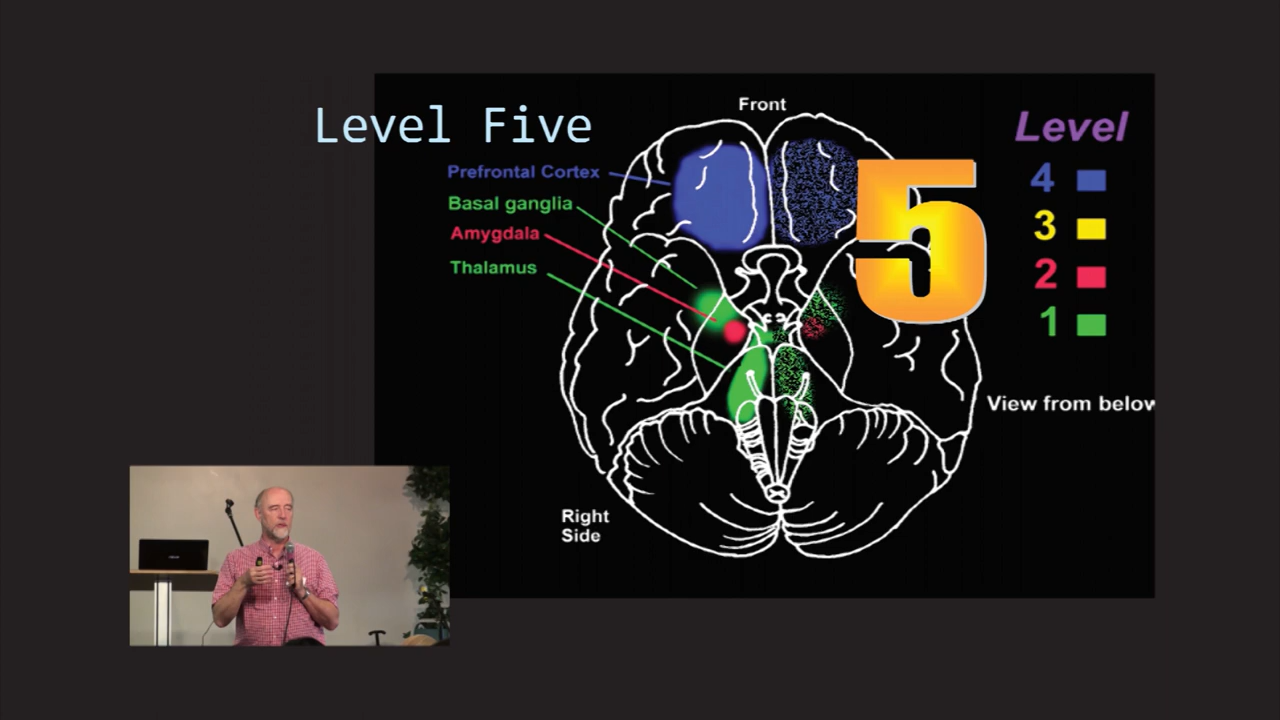 Level Five
Front
Level
Prefrontal Cortex
Basal ganglia
Amygdala
Thalamus
5
4
3
2
1
View from below
Right
Side